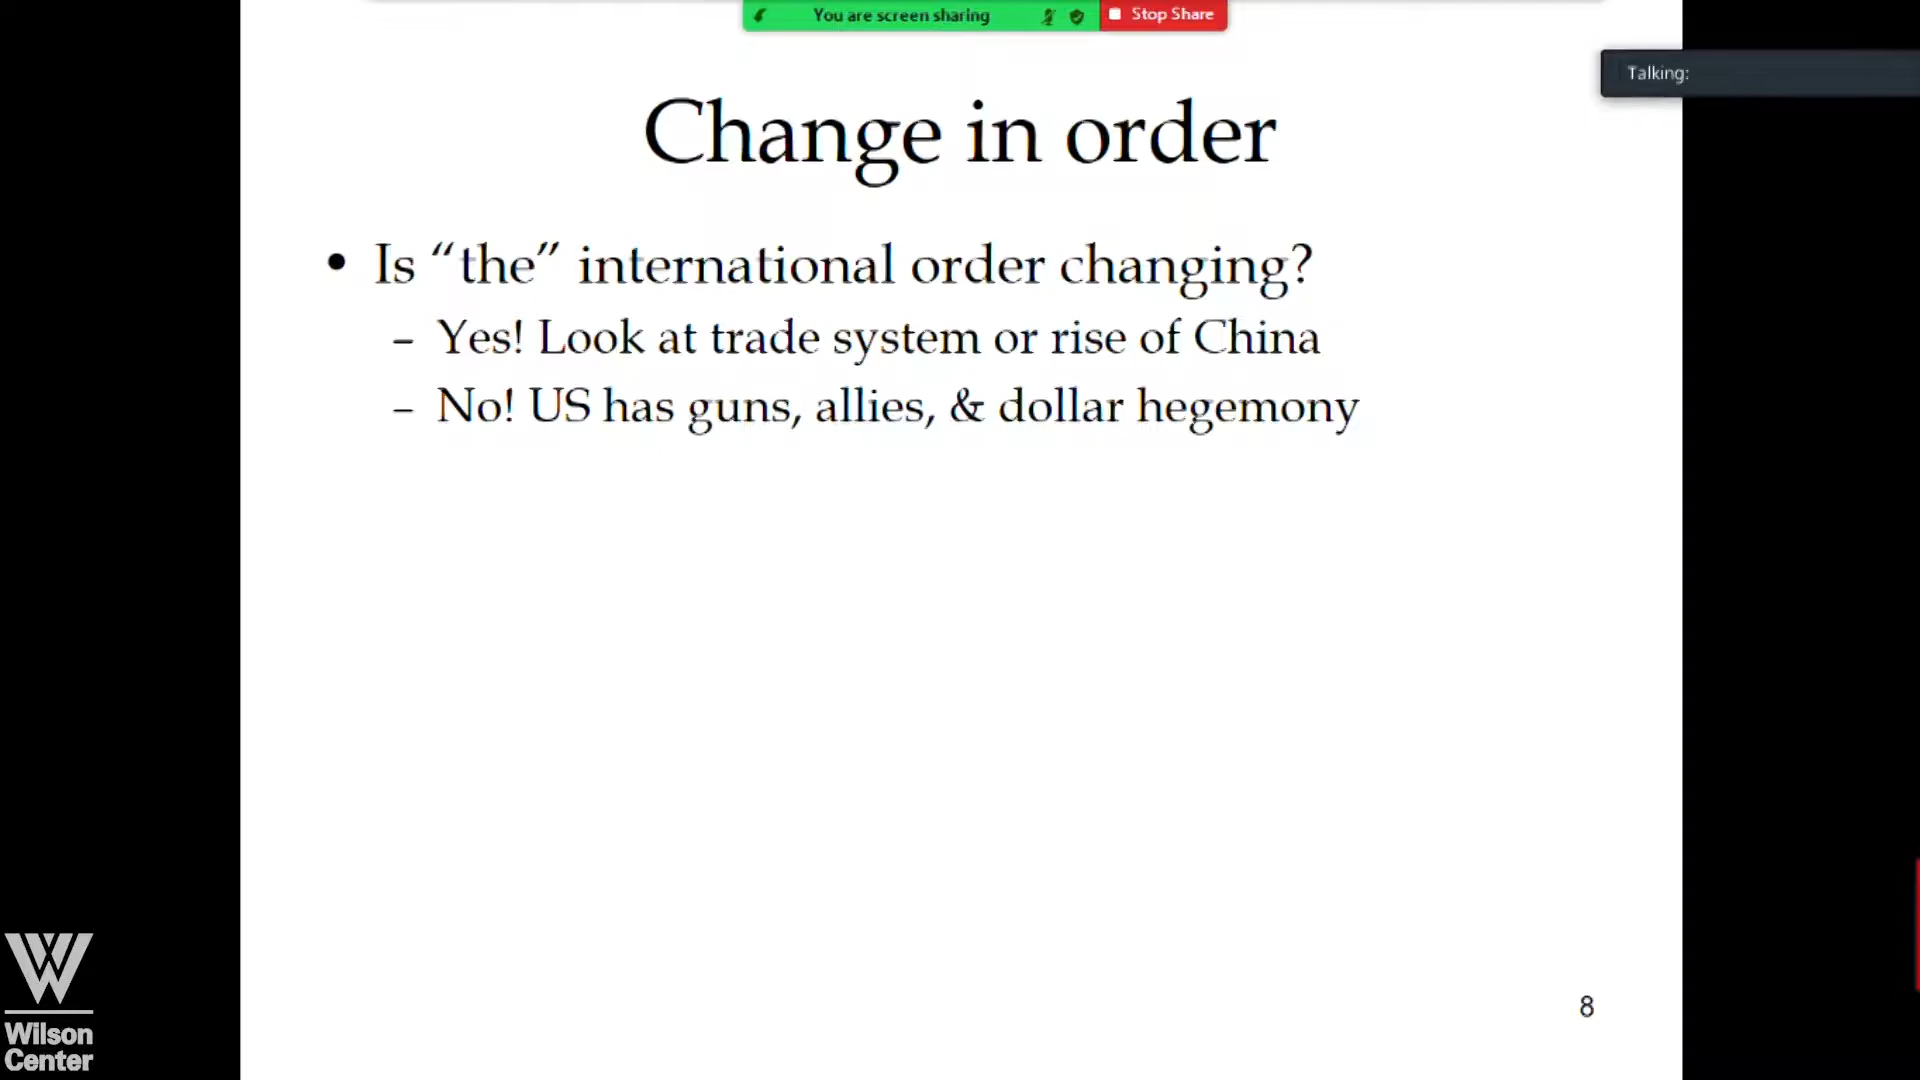 You are screen sharing
Stop Share
Talking:
Change in order
• Is “the” international order changing?
– Yes! Look at trade system or rise of China
– No! US has guns, allies, & dollar hegemony
8
Wilson
Center